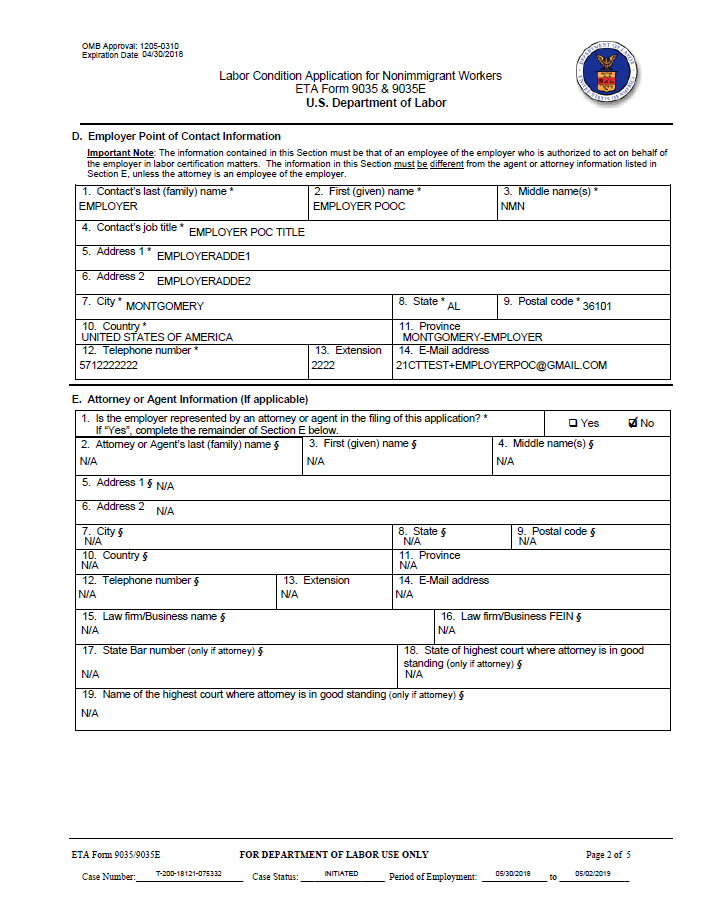 OMB Approval: 1205-0310
Expiration Date: 04/30/2018
Labor Condition Application for Nonimmigrant Workers
ETA Form 9035 & 9035E
U.S. Department of Labor
D. Employer Point of Contact Information
Important Note: The information contained in this Section must be that of an employee of the employer who is authorized to act on behalf of
the employer in labor certification matters. The information in this Section must be different from the agent or attorney information listed in
Section E, unless the attorney is an employee of the employer.
1. Contact's last (family) name * 2. First (given) name * 3. Middle name(s) *
EMPLOYER EMPLOYER POOC NMN
4. Contact's job title * EMPLOYER POC TITLE
5. Address 1 * EMPLOYERADDE1
6. Address 2 EMPLOYERADDE2
7. City * MONTGOMERY 8. State * AL 9. Postal code * 36101
10. Country * 11. Province
UNITED STATES OF AMERICA MONTGOMERY-EMPLOYER
12. Telephone number * 13. Extension 14. E-Mail address
5712222222 2222 21CTTEST+EMPLOYERPOC@GMAIL.COM
E. Attorney or Agent Information (If applicable)
1. Is the employer represented by an attorney or agent in the filing of this application? *
If "Yes", complete the remainder of Section E below. ❑ Yes ☑ No
2. Attorney or Agent's last (family) name § 3. First (given) name § 4. Middle name(s) §
N/A N/A N/A
5. Address 1 § N/A
6. Address 2 N/A
7. City § 8. State § 9. Postal code §
N/A N/A N/A
10. Country § 11. Province
N/A N/A
12. Telephone number § 13. Extension 14. E-Mail address
N/A N/A N/A
15. Law firm/Business name § 16. Law firm/Business FEIN §
N/A N/A
17. State Bar number (only if attorney) § 18. State of highest court where attorney is in good
standing (only if attorney) §
N/A N/A
19. Name of the highest court where attorney is in good standing (only if attorney) §
N/A
ETA Form 9035/9035E FOR DEPARTMENT OF LABOR USE ONLY Page 2 of 5
Case Number: T-200-18121-075332 Case Status: INITIATED Period of Employment: 05/30/2018 to 05/02/2019